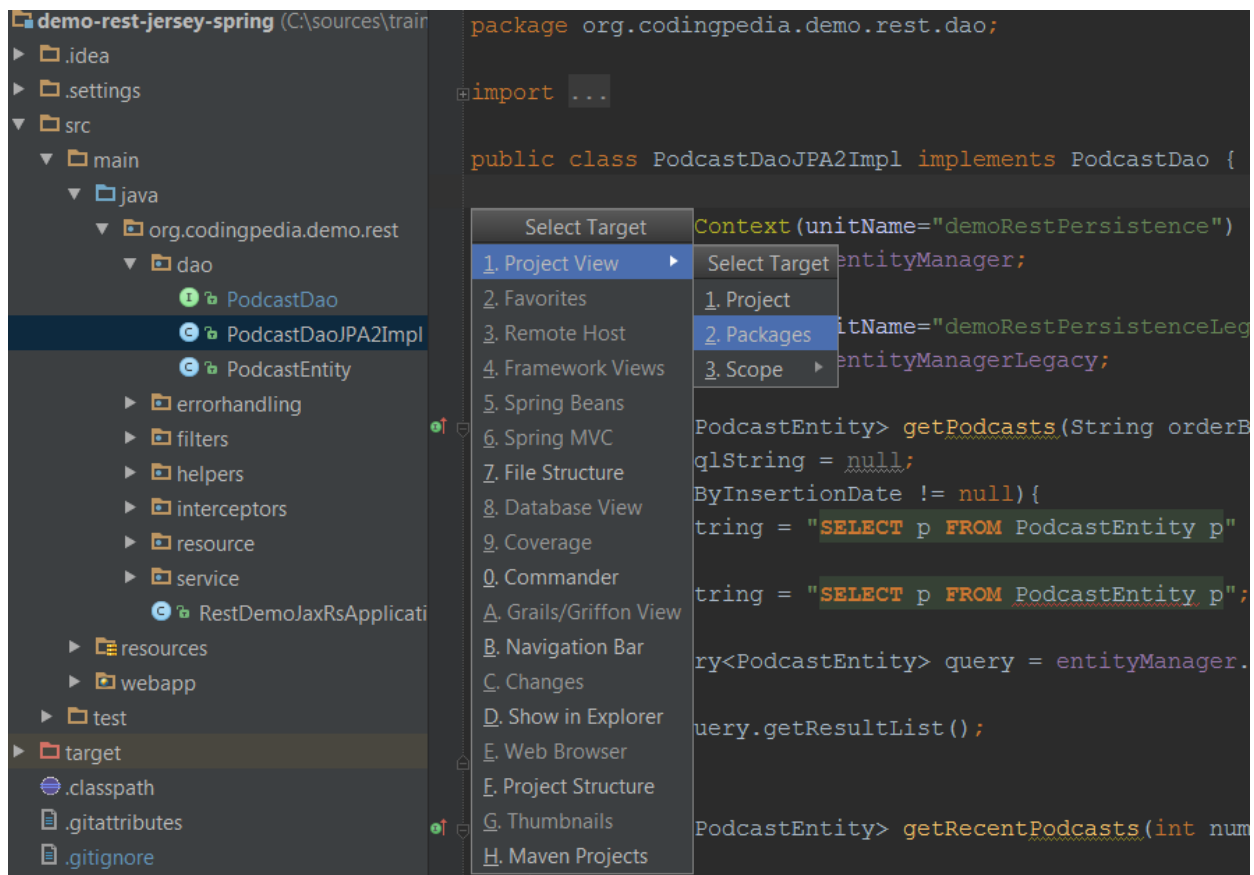 demo-rest-jersey-spring (C:\sources\train
.idea
.settings
src
main
java
org.codingpedia.demo.rest
dao
PodcastDao
PodcastDaoJPA2Impl
PodcastEntity
errorhandling
filters
helpers
interceptors
resource
service
RestDemoJaxRsApplicati
resources
webapp
test
target
.classpath
.gitattributes
.gitignore
package org.codingpedia.demo.rest.dao;
import ...
public class PodcastDaoJPA2Impl implements PodcastDao {
Select Target
1. Project View
2. Favorites
3. Remote Host
4. Framework Views
5. Spring Beans
6. Spring MVC
7. File Structure
8. Database View
9. Coverage
0. Commander
A. Grails/Griffon View
B. Navigation Bar
C. Changes
D. Show in Explorer
E. Web Browser
F. Project Structure
G. Thumbnails
H. Maven Projects
Select Target
1. Project
2. Packages
3. Scope
Context(unitName="demoRestPersistence")
entityManager;
itName="demoRestPersistenceLeg
entityManagerLegacy;
PodcastEntity> getPodcasts(String orderB
qlString = null;
ByInsertionDate != null){
tring = "SELECT p FROM PodcastEntity p"
tring = "SELECT p FROM PodcastEntity p";
ry<PodcastEntity> query = entityManager.
uery.getResultList();
PodcastEntity> getRecentPodcasts(int num